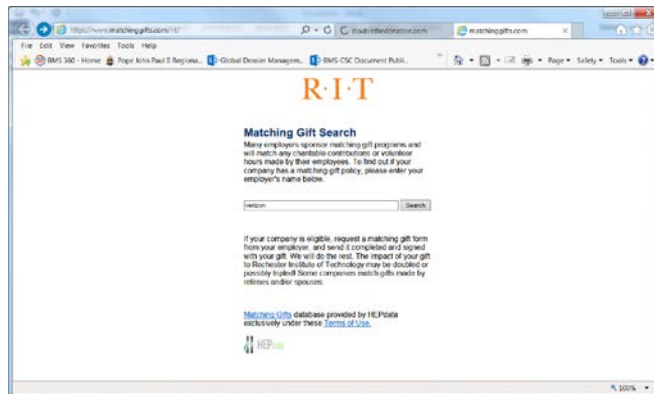 https://www.matchinggifts.com/rit/
doublethedonation.com
matchinggifts.com
File Edit View Favorites Tools Help
BMS 360 - Home
Pope John Paul II Regiona...
Global Dossier Managem...
BMS-CSC Document Publi...
Page Safety Tools
R·I·T
Matching Gift Search
Many employers sponsor matching gift programs and
will match any charitable contributions or volunteer
hours made by their employees. To find out if your
company has a matching gift policy, please enter your
employer's name below.
verizon Search
If your company is eligible, request a matching gift form
from your employer, and send it completed and signed
with your gift. We will do the rest. The impact of your gift
to Rochester Institute of Technology may be doubled or
possibly tripled! Some companies match gifts made by
retirees and/or spouses.
Matching Gifts database provided by HEPdata
exclusively under these Terms of Use.
HEPdata
100%